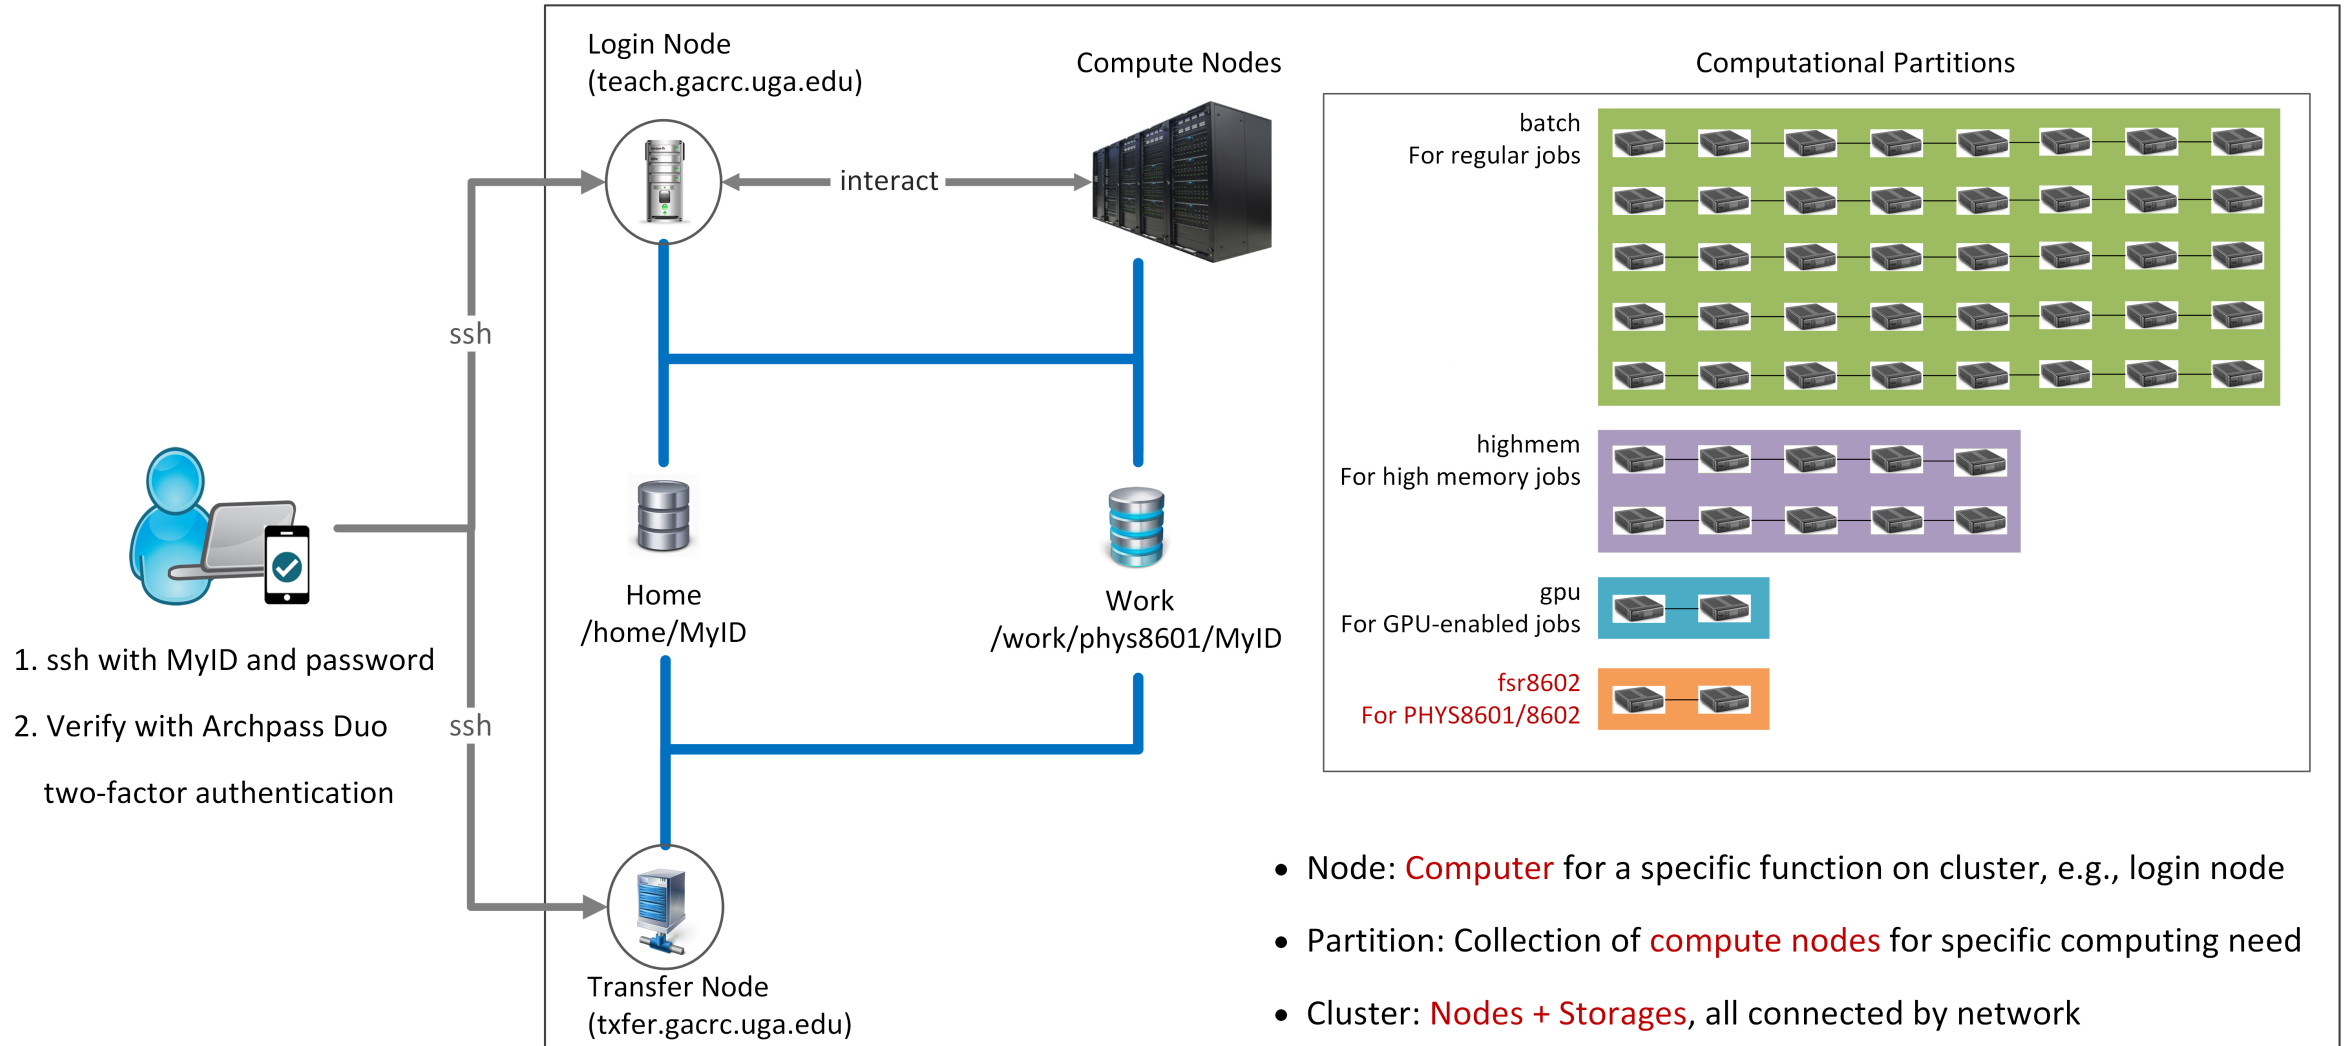 Login Node
(teach.gacrc.uga.edu)
Compute Nodes
interact
ssh
Home
/home/MyID
Work
/work/phys8601/MyID
1. ssh with MyID and password
2. Verify with Archpass Duo
two-factor authentication
ssh
Transfer Node
(txfer.gacrc.uga.edu)
Computational Partitions
batch
For regular jobs
highmem
For high memory jobs
gpu
For GPU-enabled jobs
fsr8602
For PHYS8601/8602
• Node: Computer for a specific function on cluster, e.g., login node
• Partition: Collection of compute nodes for specific computing need
• Cluster: Nodes + Storages, all connected by network